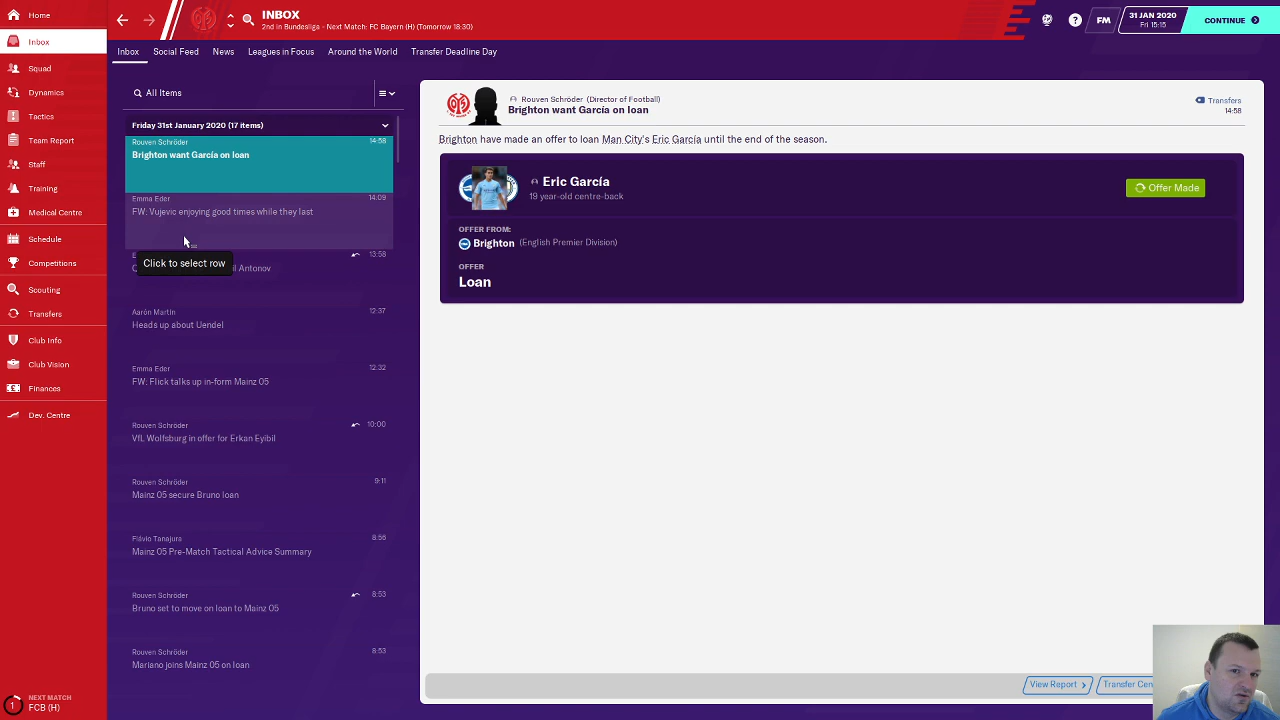 Home
Inbox
Squad
Dynamics
Tactics
Team Report
Staff
Training
Medical Centre
Schedule
Competitions
Scouting
Transfers
Club Info
Club Vision
Finances
Dev. Centre
1
NEXT MATCH
FCB (H)
INBOX
2nd in Bundesliga - Next Match: FC Bayern (H) (Tomorrow 18:30)
?
FM
31 JAN 2020
Fri 15:15
CONTINUE
Inbox
Social Feed
News
Leagues in Focus
Around the World
Transfer Deadline Day
All Items
Friday 31st January 2020 (17 items)
Rouven Schröder
14:58
Brighton want García on loan
Emma Eder
14:09
FW: Vujevic enjoying good times while they last
Click to select row
13:58
il Antonov
Aarón Martín
12:37
Heads up about Uendel
Emma Eder
12:32
FW: Flick talks up in-form Mainz 05
Rouven Schröder
10:00
VfL Wolfsburg in offer for Erkan Eyibil
Rouven Schröder
9:11
Mainz 05 secure Bruno loan
Flávio Tanajura
8:56
Mainz 05 Pre-Match Tactical Advice Summary
Rouven Schröder
8:53
Bruno set to move on loan to Mainz 05
Rouven Schröder
8:53
Mariano joins Mainz 05 on loan
Rouven Schröder (Director of Football)
Brighton want García on loan
Transfers
14:58
Brighton have made an offer to loan Man City's Eric García until the end of the season.
Eric García
19 year-old centre-back
Offer Made
OFFER FROM:
Brighton (English Premier Division)
OFFER
Loan
View Report
Transfer Cen